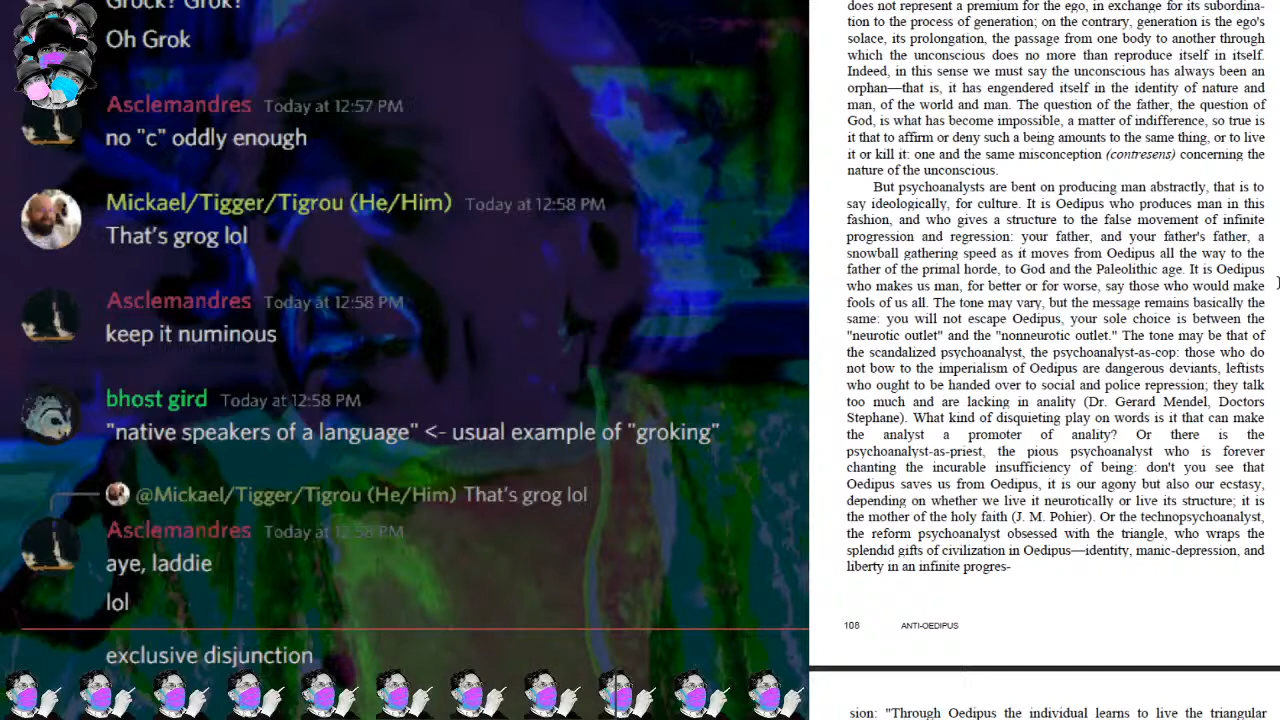 Grock? Grok?
Oh Grok
Asclemandres Today at 12:57 PM
no "c" oddly enough
Mickael/Tigger/Tigrou (He/Him) Today at 12:58 PM
That's grog lol
Asclemandres Today at 12:58 PM
keep it numinous
bhost gird Today at 12:58 PM
"native speakers of a language" <- usual example of "groking"
@Mickael/Tigger/Tigrou (He/Him) That's grog lol
Asclemandres Today at 12:58 PM
aye, laddie
lol
exclusive disjunction
does not represent a premium for the ego, in exchange for its subordina-
tion to the process of generation; on the contrary, generation is the ego's
solace, its prolongation, the passage from one body to another through
which the unconscious does no more than reproduce itself in itself.
Indeed, in this sense we must say the unconscious has always been an
orphan—that is, it has engendered itself in the identity of nature and
man, of the world and man. The question of the father, the question of
God, is what has become impossible, a matter of indifference, so true is
it that to affirm or deny such a being amounts to the same thing, or to live
it or kill it: one and the same misconception (contresens) concerning the
nature of the unconscious.
But psychoanalysts are bent on producing man abstractly, that is to
say ideologically, for culture. It is Oedipus who produces man in this
fashion, and who gives a structure to the false movement of infinite
progression and regression: your father, and your father's father, a
snowball gathering speed as it moves from Oedipus all the way to the
father of the primal horde, to God and the Paleolithic age. It is Oedipus
who makes us man, for better or for worse, say those who would make
fools of us all. The tone may vary, but the message remains basically the
same: you will not escape Oedipus, your sole choice is between the
"neurotic outlet" and the "nonneurotic outlet." The tone may be that of
the scandalized psychoanalyst, the psychoanalyst-as-cop: those who do
not bow to the imperialism of Oedipus are dangerous deviants, leftists
who ought to be handed over to social and police repression; they talk
too much and are lacking in anality (Dr. Gerard Mendel, Doctors
Stephane). What kind of disquieting play on words is it that can make
the analyst a promoter of anality? Or there is the
psychoanalyst-as-priest, the pious psychoanalyst who is forever
chanting the incurable insufficiency of being: don't you see that
Oedipus saves us from Oedipus, it is our agony but also our ecstasy,
depending on whether we live it neurotically or live its structure; it is
the mother of the holy faith (J. M. Pohier). Or the technopsychoanalyst,
the reform psychoanalyst obsessed with the triangle, who wraps the
splendid gifts of civilization in Oedipus—identity, manic-depression, and
liberty in an infinite progres-
108 ANTI-OEDIPUS
sion: "Through Oedipus the individual learns to live the triangular